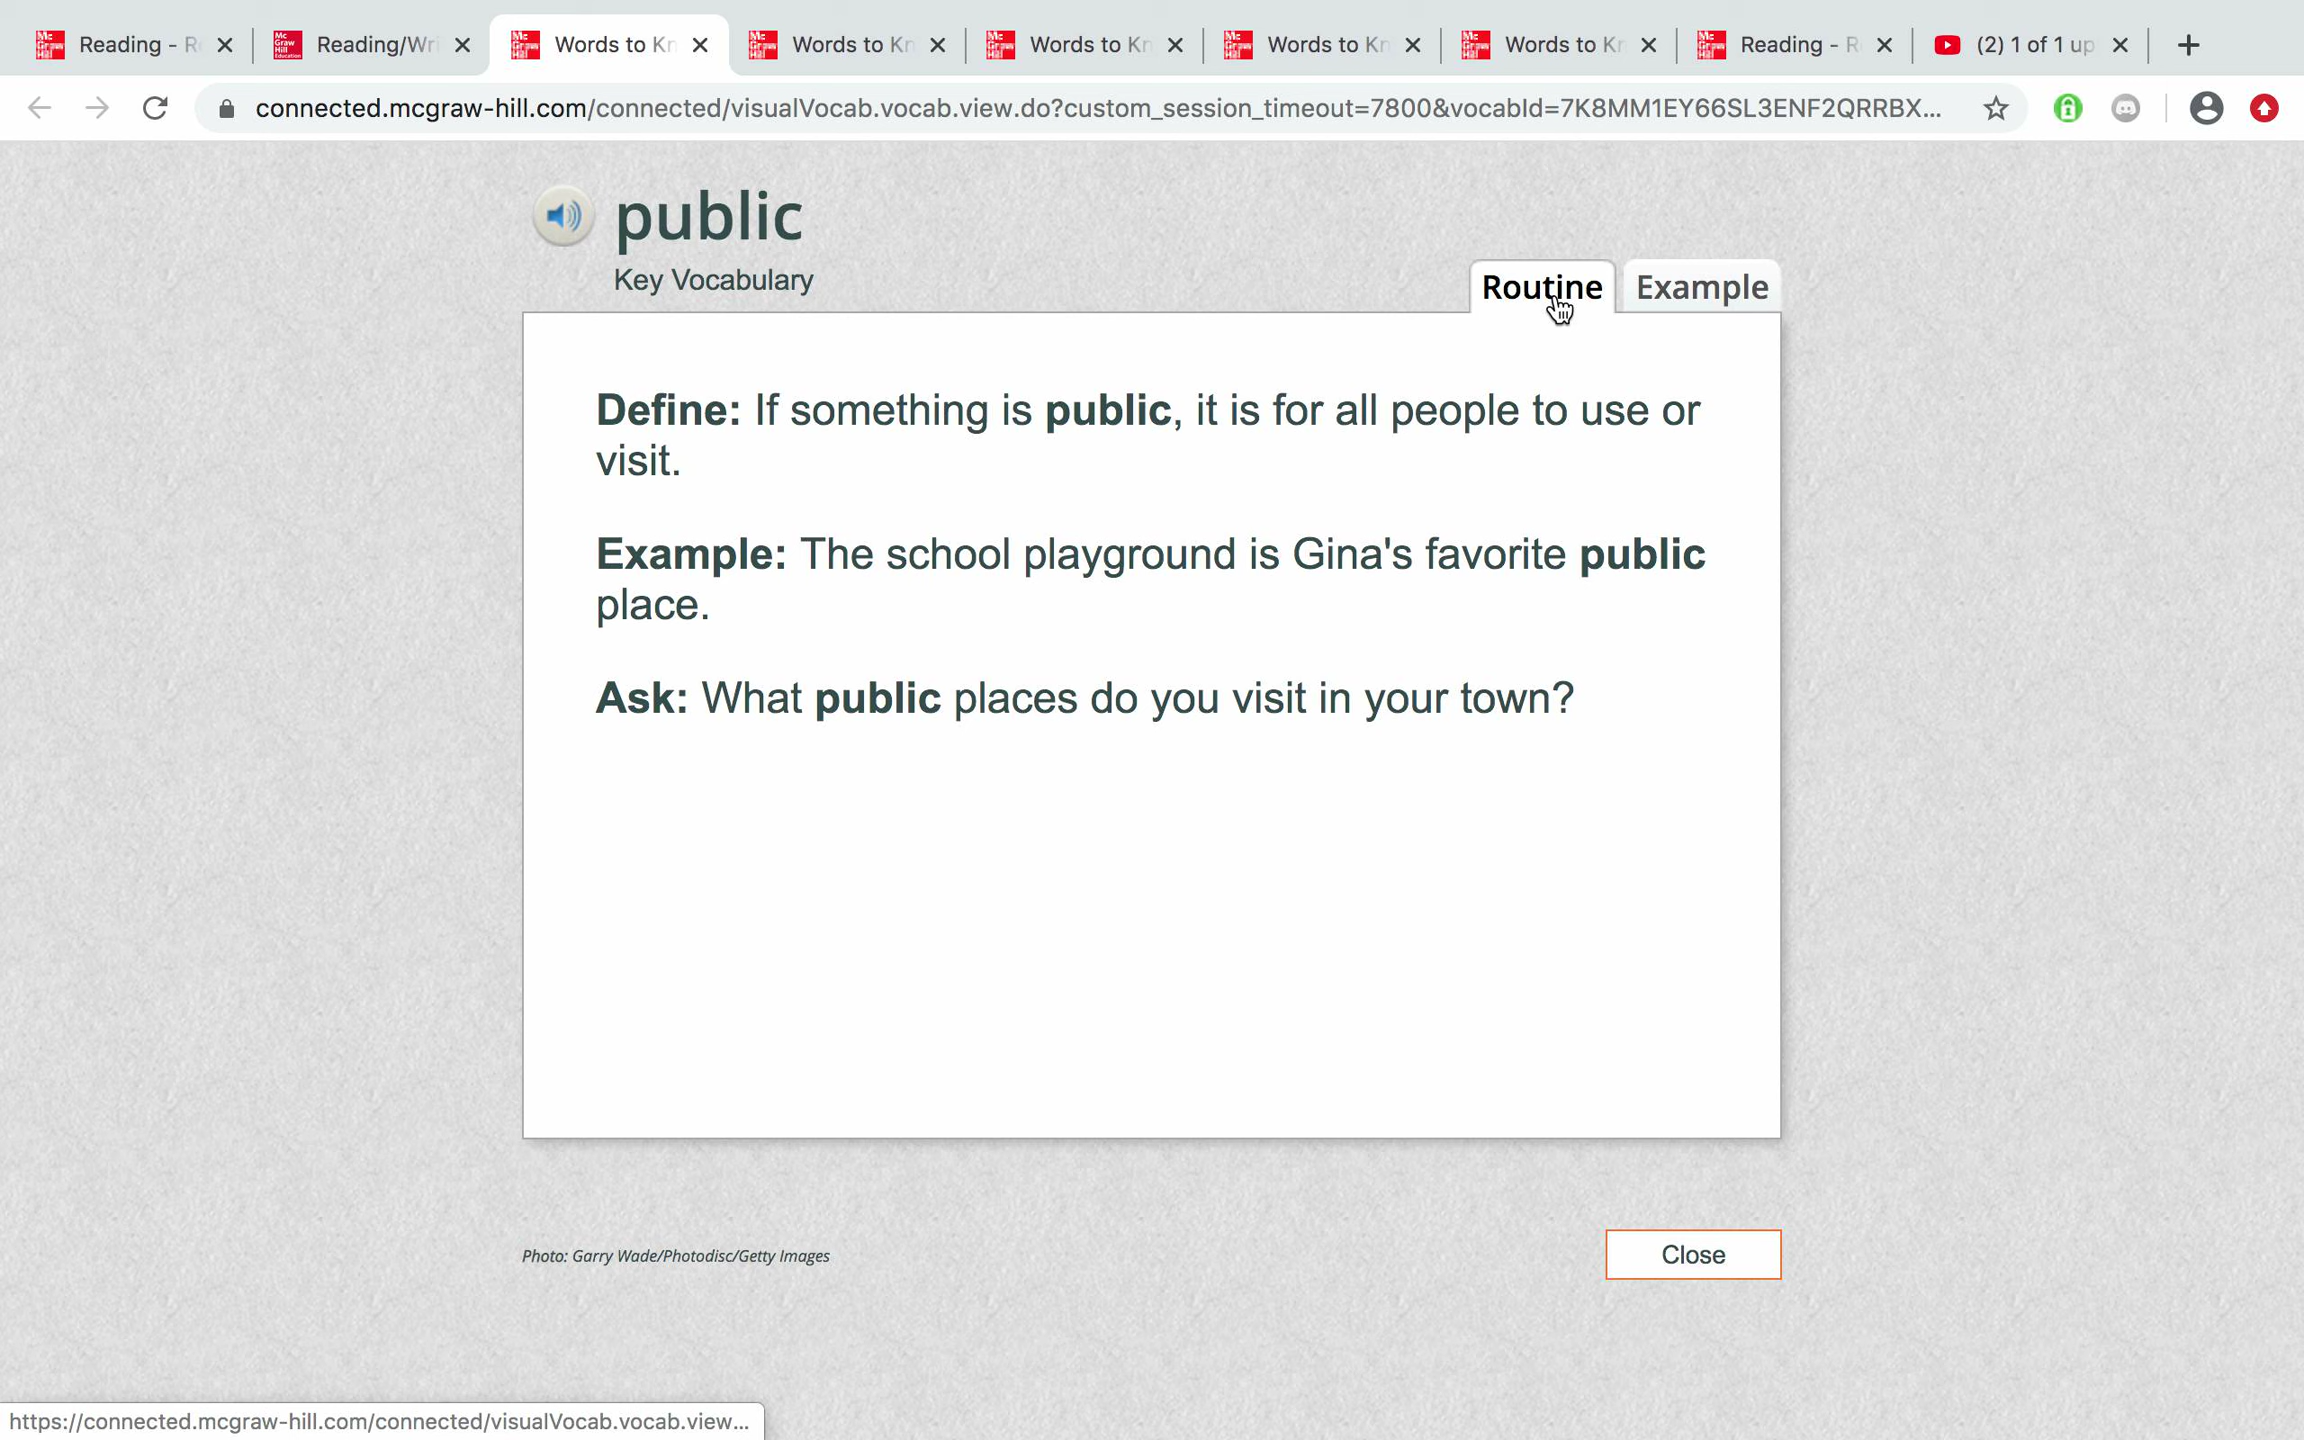 Reading - R
Reading/Wri
Words to Kn
Words to Kn
Words to Kn
Words to Kn
Words to Kn
Reading - R
(2) 1 of 1 up
connected.mcgraw-hill.com/connected/visualVocab.vocab.view.do?custom_session_timeout=7800&vocabId=7K8MM1EY66SL3ENF2QRRBX...
public
Key Vocabulary
Routine
Example
Define: If something is public, it is for all people to use or
visit.
Example: The school playground is Gina's favorite public
place.
Ask: What public places do you visit in your town?
Photo: Garry Wade/Photodisc/Getty Images
Close
https://connected.mcgraw-hill.com/connected/visualVocab.vocab.view...